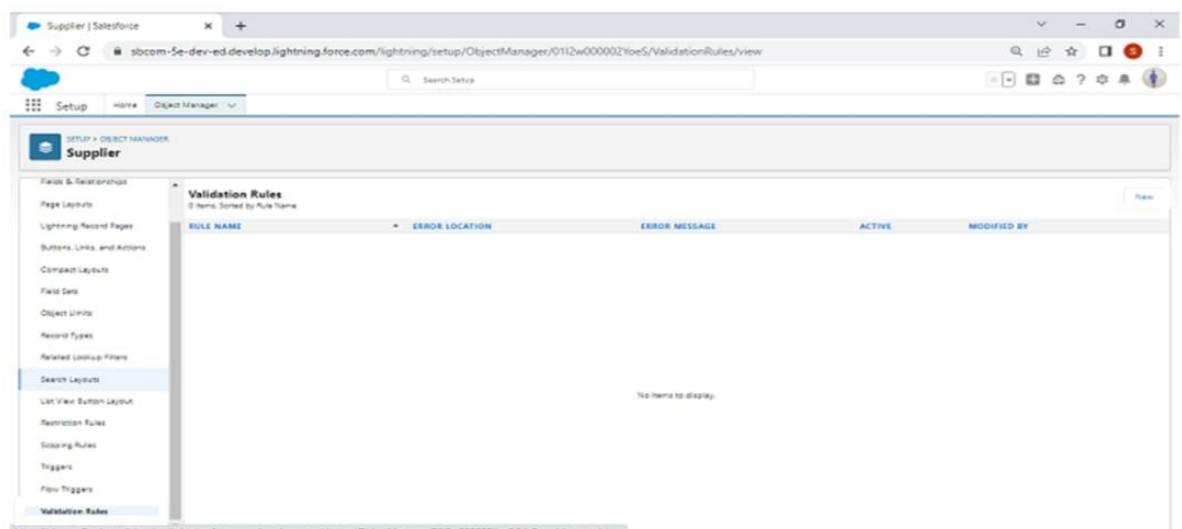 Supplier | Salesforce
sbcom-5e-dev-ed.develop.lightning.force.com/lightning/setup/ObjectManager/01I2w000002YoeS/ValidationRules/view
S
Search Setup
Setup Home Object Manager
SETUP > OBJECT MANAGER
Supplier
Fields & Relationships
Page Layouts
Lightning Record Pages
Buttons, Links, and Actions
Compact Layouts
Field Sets
Object Limits
Record Types
Related Lookup Filters
Search Layouts
List View Button Layout
Restriction Rules
Scoping Rules
Triggers
Flow Triggers
Validation Rules
Validation Rules
0 items, Sorted by Rule Name
New
RULE NAME ERROR LOCATION ERROR MESSAGE ACTIVE MODIFIED BY
No items to display.